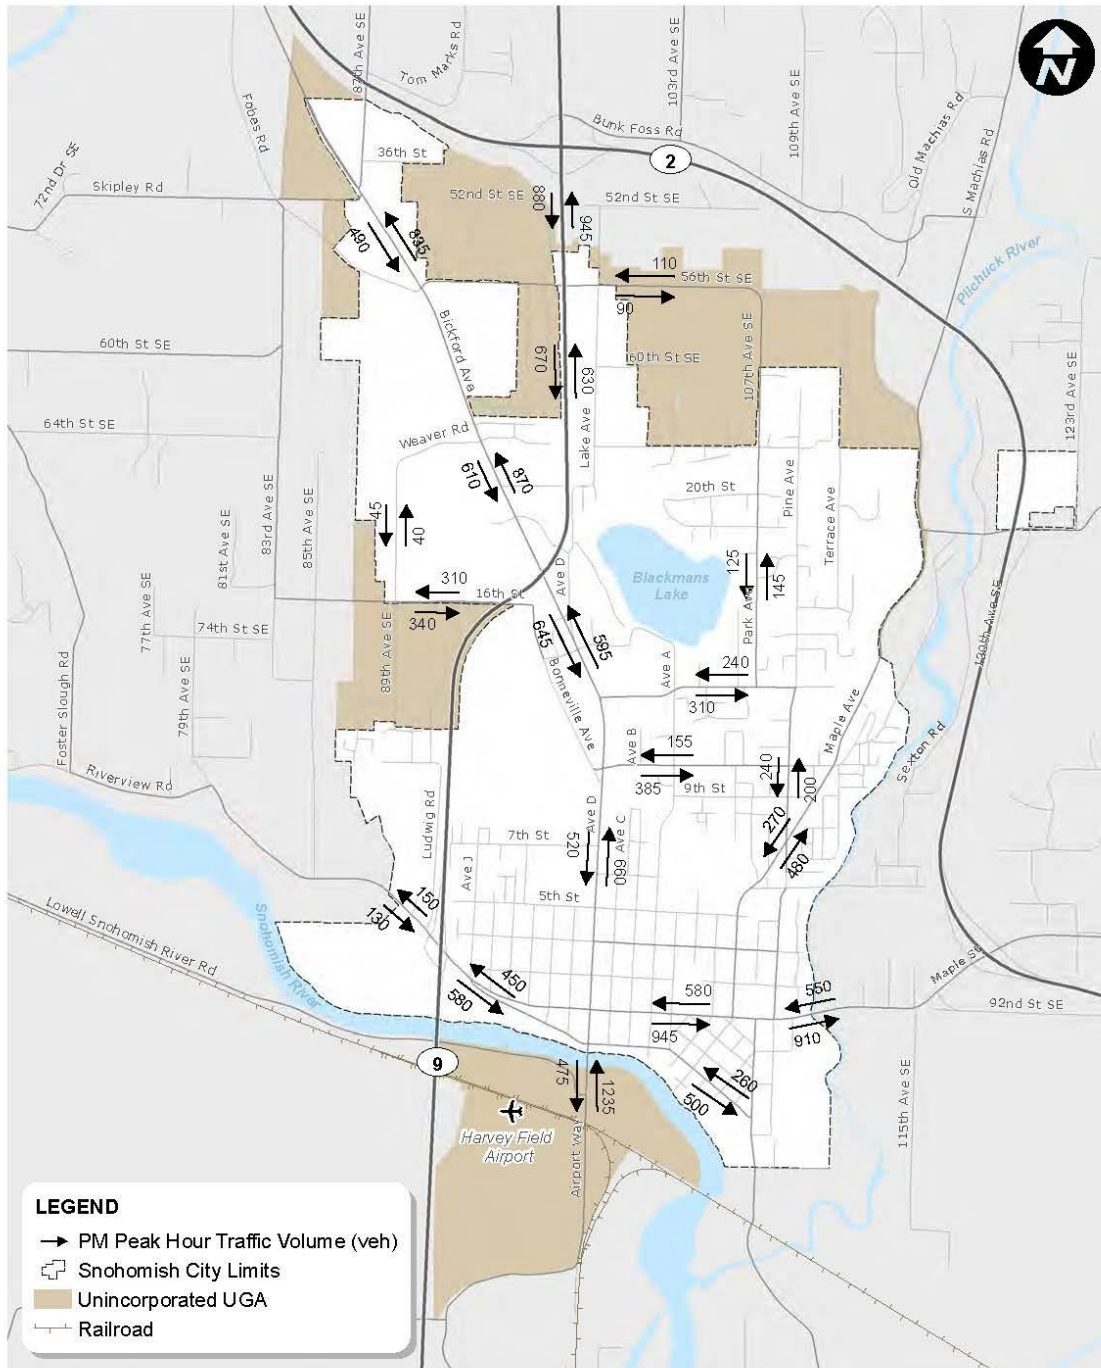 87th Ave SE
Tom Marks Rd
103rd Ave SE
N
Fobes Rd
Bunk Foss Rd
109th Ave SE
Old Machias Rd
S Machias Rd
72nd Dr SE
36th St
2
Skipley Rd
52nd St SE
880
945
52nd St SE
490
835
Pilchuck River
110
56th St SE
90
Bickford Ave
60th St SE
670
630
60th St SE
107th Ave SE
123rd Ave SE
64th St SE
Weaver Rd
Lake Ave
610
870
20th St
Pine Ave
Terrace Ave
83rd Ave SE
85th Ave SE
81st Ave SE
45
40
Ave D
Blackmans
Lake
125
145
Park Ave
77th Ave SE
310
16th St
340
74th St SE
89th Ave SE
645
595
130th Ave SE
Foster Slough Rd
79th Ave SE
Bonneville Ave
Ave A
240
310
Maple Ave
Sexton Rd
Ave B
155
385
9th St
240
200
Riverview Rd
Ludwig Rd
Ave D
Ave C
270
480
7th St
520
660
Ave J
5th St
150
130
Lowell Snohomish River Rd
Snohomish River
450
580
580
945
550
910
Maple St
92nd St SE
9
475
1235
260
500
115th Ave SE
Harvey Field
Airport
Airport Way
LEGEND
PM Peak Hour Traffic Volume (veh)
Snohomish City Limits
Unincorporated UGA
Railroad